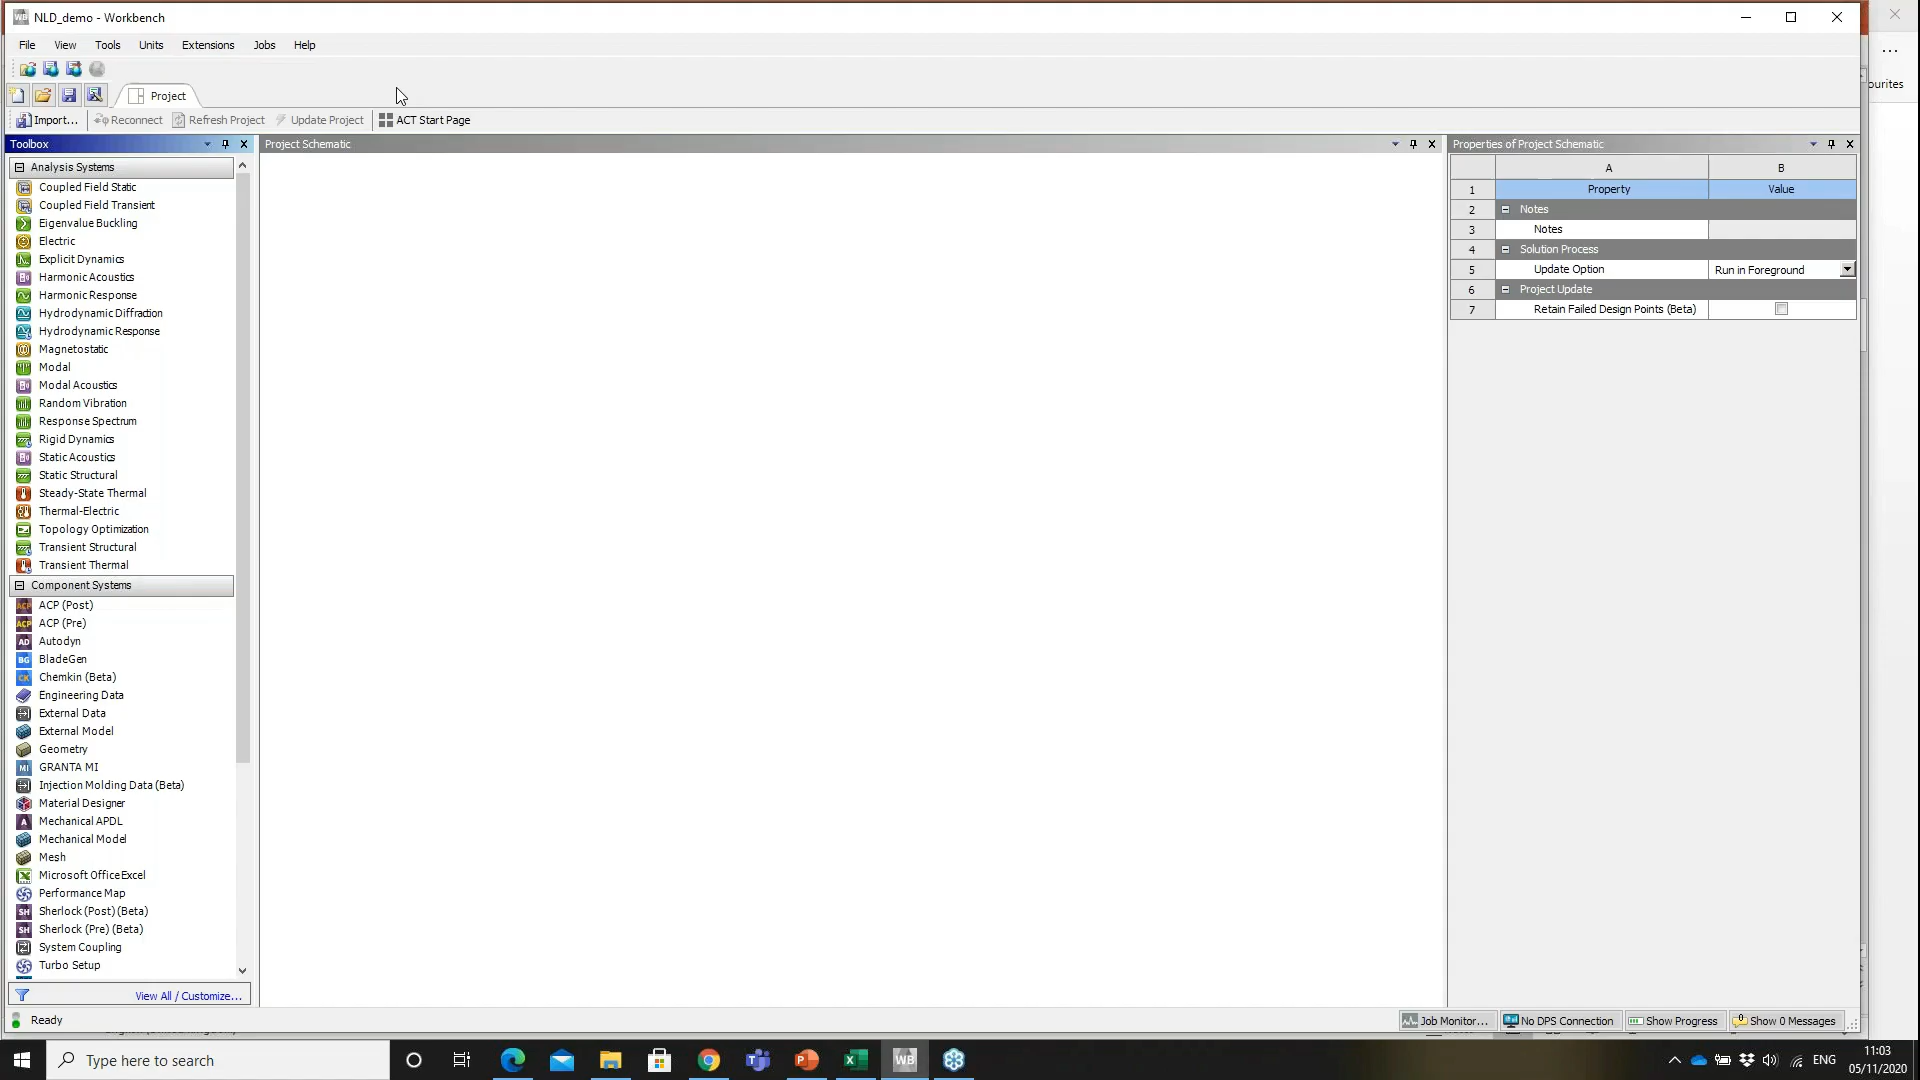 NLD_demo - Workbench
File View Tools Units Extensions Jobs Help
ourites
Project
Import... Reconnect Refresh Project Update Project ACT Start Page
Toolbox
Project Schematic
Properties of Project Schematic
Analysis Systems
Coupled Field Static
Coupled Field Transient
Eigenvalue Buckling
Electric
Explicit Dynamics
Harmonic Acoustics
Harmonic Response
Hydrodynamic Diffraction
Hydrodynamic Response
Magnetostatic
Modal
Modal Acoustics
Random Vibration
Response Spectrum
Rigid Dynamics
Static Acoustics
Static Structural
Steady-State Thermal
Thermal-Electric
Topology Optimization
Transient Structural
Transient Thermal
Component Systems
ACP (Post)
ACP (Pre)
Autodyn
BladeGen
Chemkin (Beta)
Engineering Data
External Data
External Model
Geometry
GRANTA MI
Injection Molding Data (Beta)
Material Designer
Mechanical APDL
Mechanical Model
Mesh
Microsoft Office Excel
Performance Map
Sherlock (Post) (Beta)
Sherlock (Pre) (Beta)
System Coupling
Turbo Setup
View All / Customize...
A B
1 Property Value
2 Notes
3 Notes
4 Solution Process
5 Update Option Run in Foreground
6 Project Update
7 Retain Failed Design Points (Beta)
Ready
Job Monitor... No DPS Connection Show Progress Show 0 Messages
Type here to search
ENG
11:03
05/11/2020